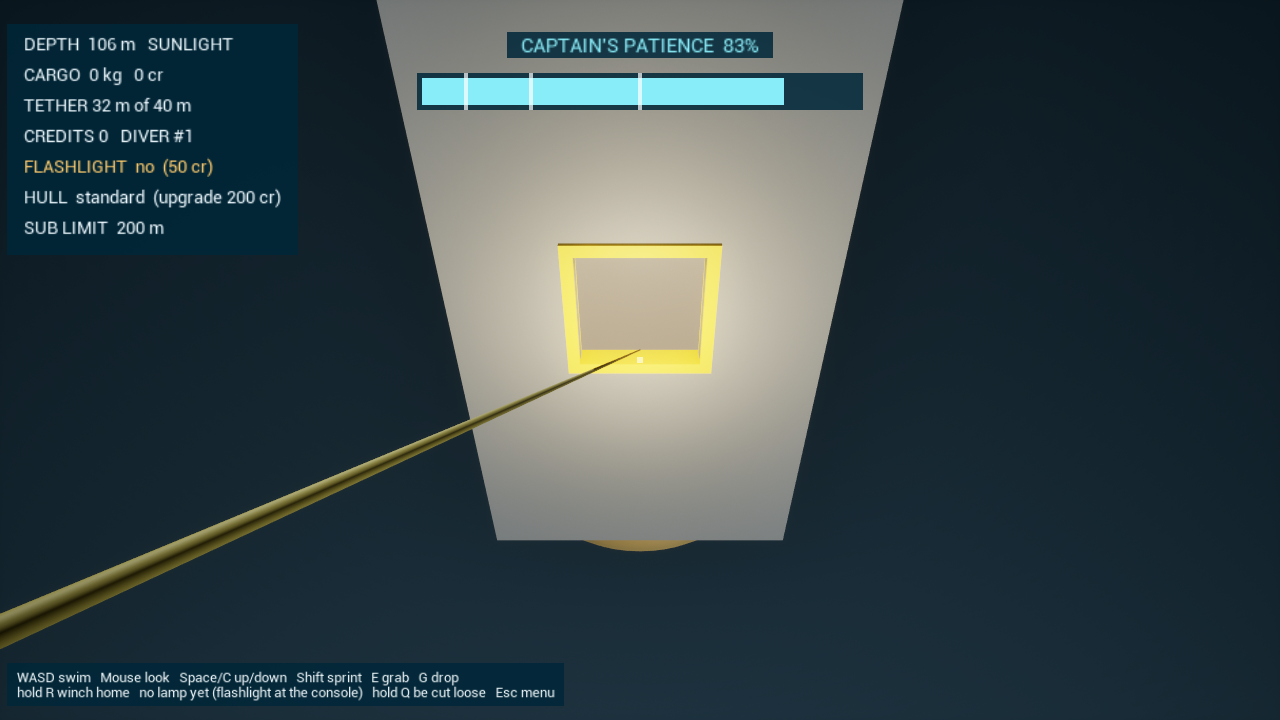 DEPTH 106 m SUNLIGHT
CARGO 0 kg 0 cr
TETHER 32 m of 40 m
CREDITS 0 DIVER #1
FLASHLIGHT no (50 cr)
HULL standard (upgrade 200 cr)
SUB LIMIT 200 m
CAPTAIN'S PATIENCE 83%
WASD swim Mouse look Space/C up/down Shift sprint E grab G drop
hold R winch home no lamp yet (flashlight at the console) hold Q be cut loose Esc menu